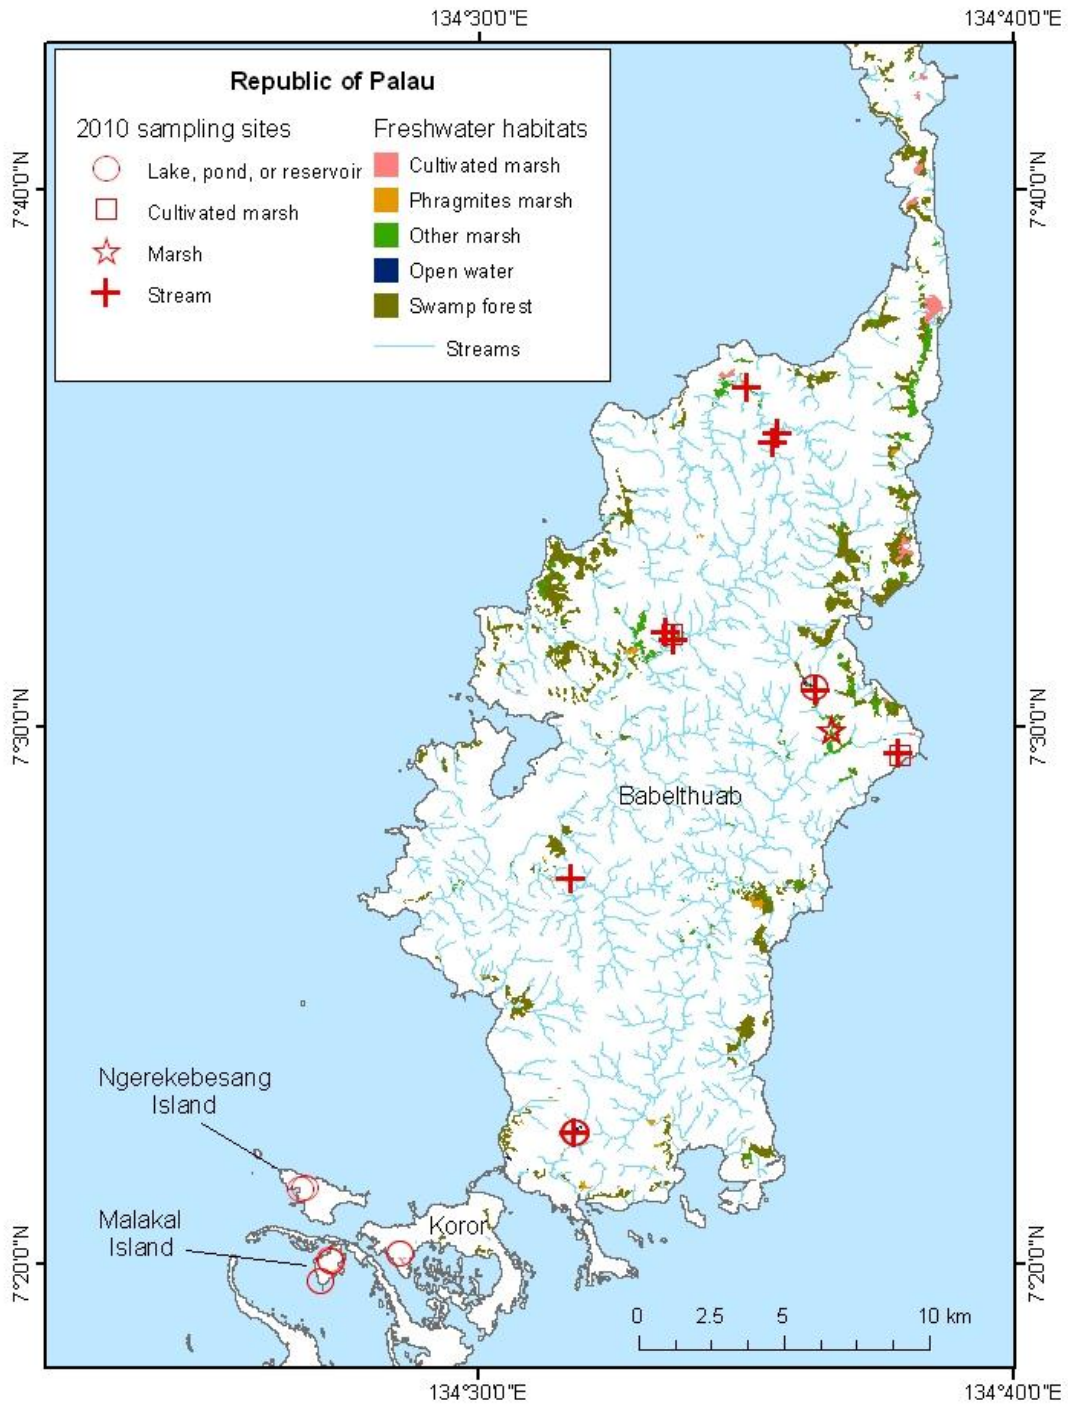 134°30'0"E 134°40'0"E
Republic of Palau
2010 sampling sites
Lake, pond, or reservoir
Cultivated marsh
Marsh
Stream
Freshwater habitats
Cultivated marsh
Phragmites marsh
Other marsh
Open water
Swamp forest
Streams
7°40'0"N 7°40'0"N
7°30'0"N 7°30'0"N
Babelthuab
Ngerekebesang
Island
Malakal
Island
Koror
7°20'0"N 7°20'0"N
0 2.5 5 10 km
134°30'0"E 134°40'0"E